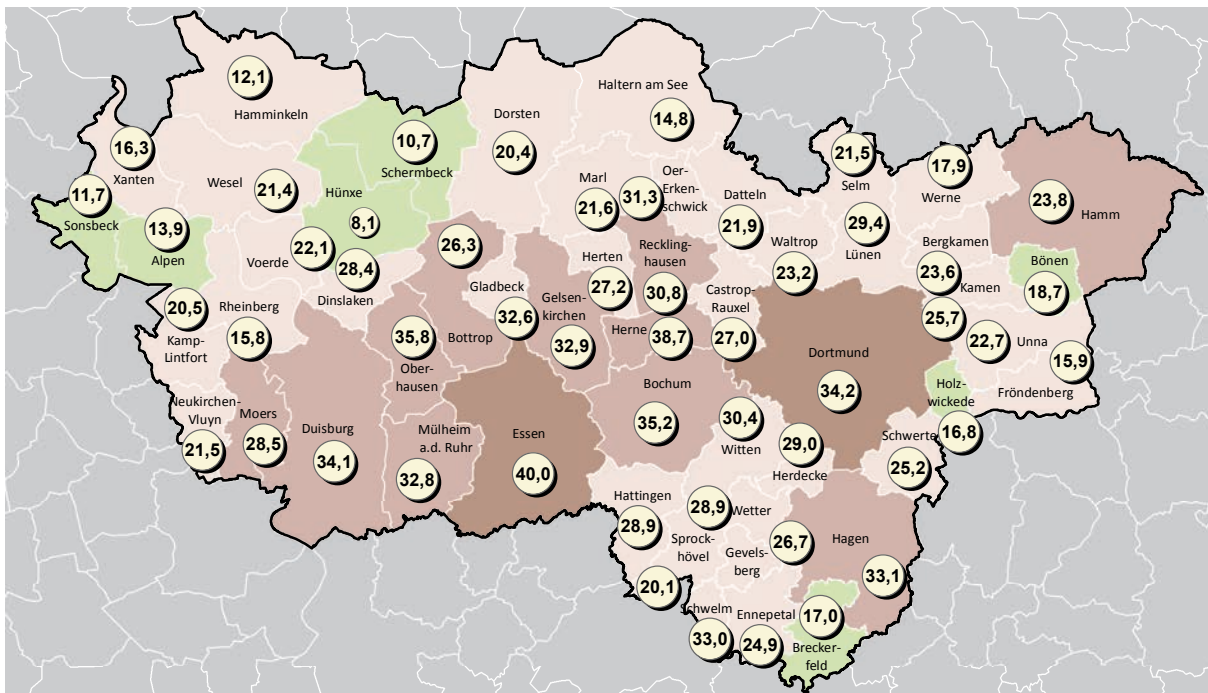 12,1
Hamminkeln
Haltern am See
14,8
Dorsten
20,4
10,7
Schermbeck
16,3
Xanten
Wesel
21,4
Hünxe
8,1
11,7
Sonsbeck
13,9
Alpen
Voerde
22,1
28,4
Dinslaken
26,3
Bottrop
Marl
21,6
31,3
Oer-
Erken-
schwick
Datteln
21,9
21,5
Selm
29,4
Lünen
17,9
Werne
23,8
Hamm
Waltrop
23,2
Bergkamen
23,6
Kamen
25,7
Bönen
18,7
22,7
Unna
15,9
Fröndenberg
20,5
Kamp-
Lintfort
Rheinberg
15,8
Gladbeck
32,6
Gelsen-
kirchen
32,9
Herten
27,2
Reckling-
hausen
30,8
Castrop-
Rauxel
27,0
Herne
38,7
35,8
Ober-
hausen
Neukirchen-
Vluyn
21,5
Moers
28,5
Duisburg
34,1
Mülheim
a.d. Ruhr
32,8
Essen
40,0
Bochum
35,2
30,4
Witten
Dortmund
34,2
29,0
Herdecke
Holz-
wickede
16,8
Schwerte
25,2
Hattingen
28,9
28,9
Wetter
Sprock-
hövel
20,1
Gevels-
berg
26,7
Hagen
33,1
Schwelm
33,0
Ennepetal
24,9
17,0
Brecker-
feld